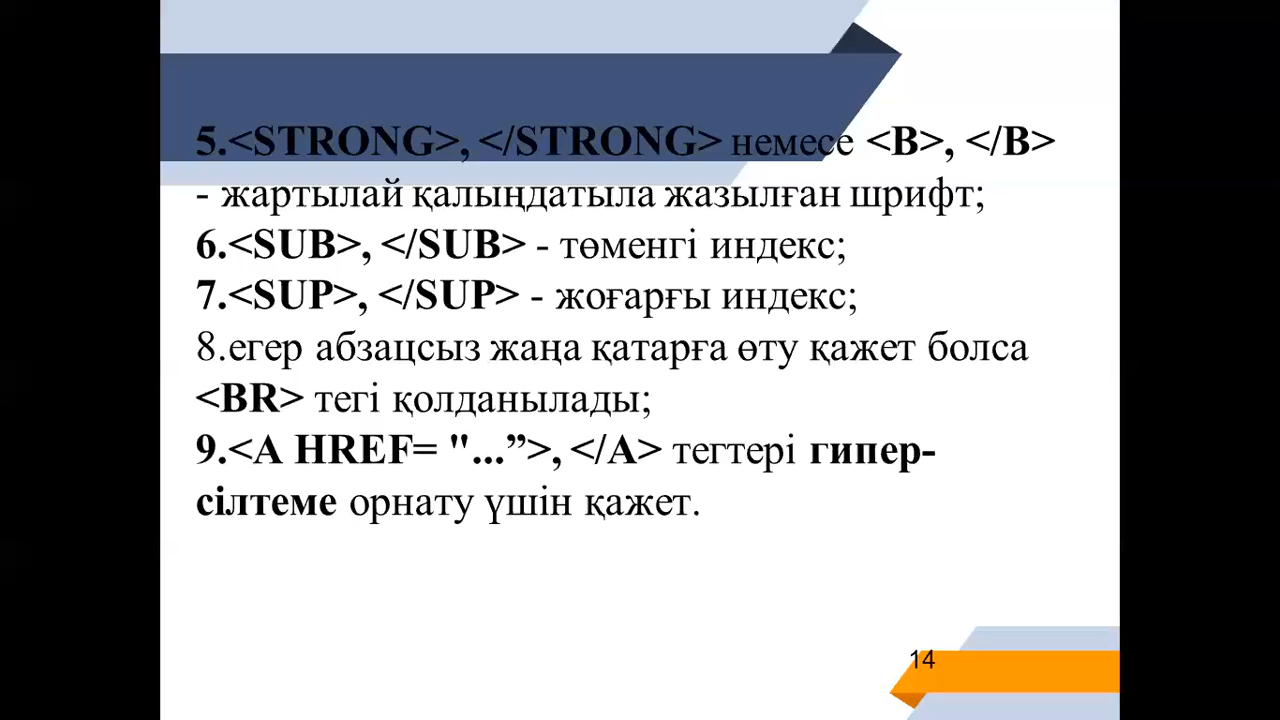 5.<STRONG>, </STRONG> немесе <B>, </B>
- жартылай қалыңдатыла жазылған шрифт;
6.<SUB>, </SUB> - төменгі индекс;
7.<SUP>, </SUP> - жоғарғы индекс;
8.егер абзацсыз жаңа қатарға өту қажет болса
<BR> тегі қолданылады;
9.<A HREF= "...”>, </A> тегтері гипер-
сілтеме орнату үшін қажет.
14